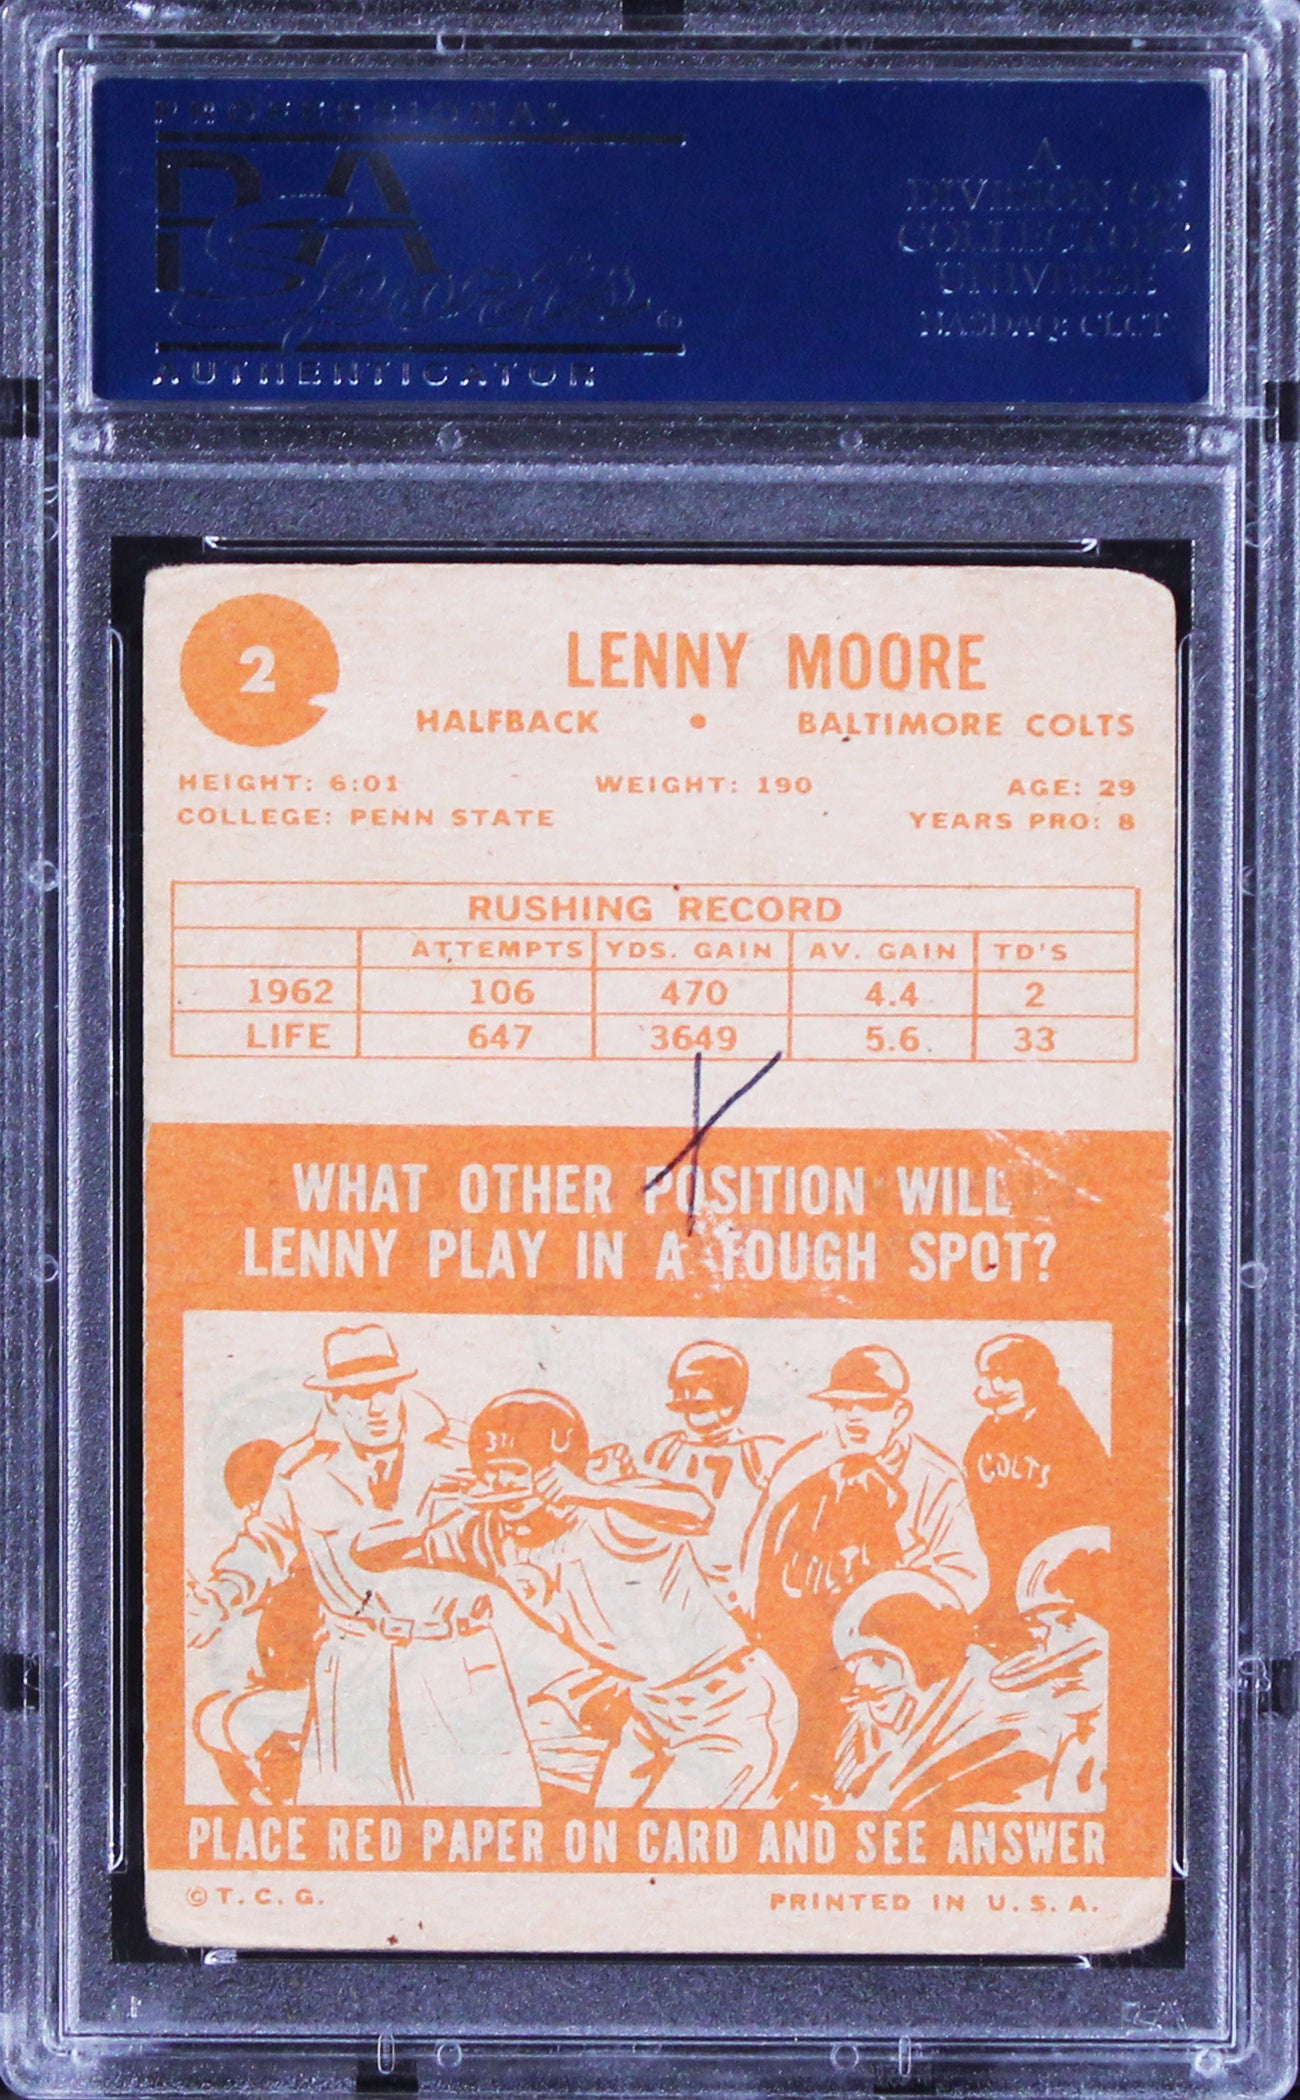 PROFESSIONAL
PSA
Sports®
AUTHENTICATOR
A
DIVISION OF
COLLECTORS
UNIVERSE
NASDAQ: CLCT
2
LENNY MOORE
HALFBACK • BALTIMORE COLTS
HEIGHT: 6:01 WEIGHT: 190 AGE: 29
COLLEGE: PENN STATE YEARS PRO: 8
RUSHING RECORD
ATTEMPTS YDS. GAIN AV. GAIN TD'S
1962 106 470 4.4 2
LIFE 647 3649 5.6 33
WHAT OTHER POSITION WILL
LENNY PLAY IN A TOUGH SPOT?
COLTS
COLTS
PLACE RED PAPER ON CARD AND SEE ANSWER
© T. C. G. PRINTED IN U. S. A.